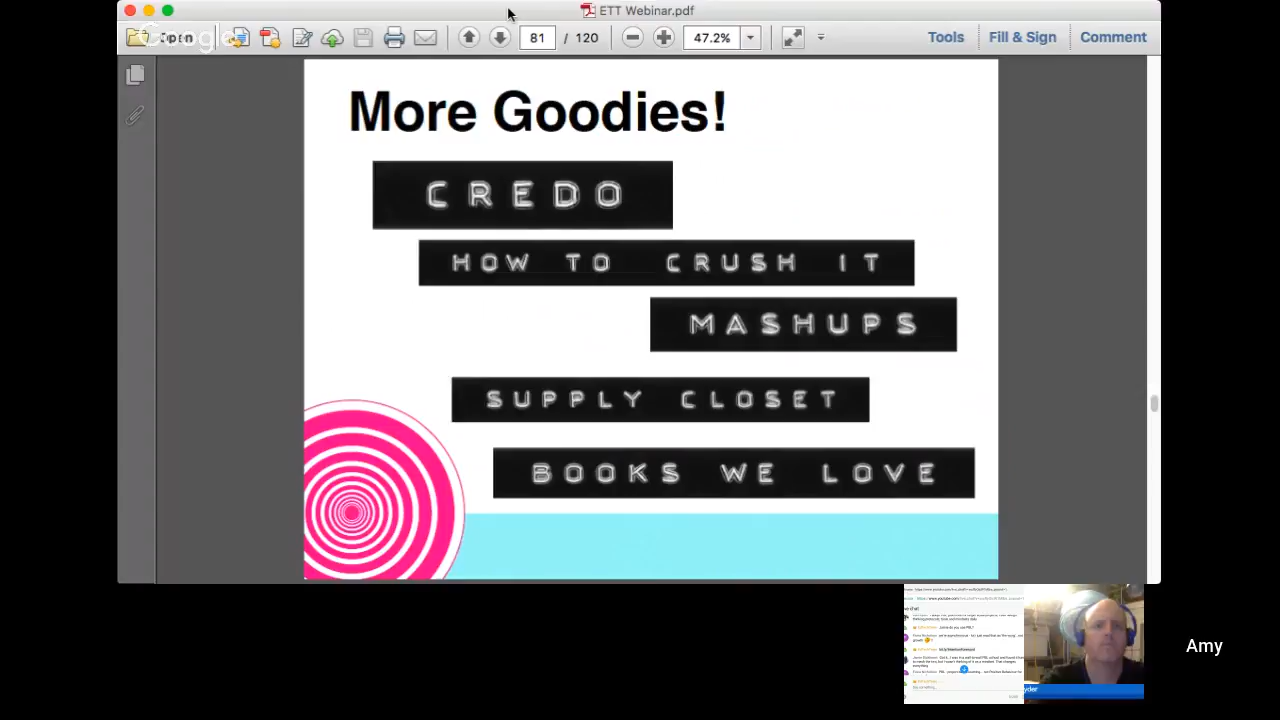 ETT Webinar.pdf
Google
Open
81 / 120
47.2%
Tools
Fill & Sign
Comment
More Goodies!
CREDO
HOW TO CRUSH IT
MASHUPS
SUPPLY CLOSET
BOOKS WE LOVE
Amy